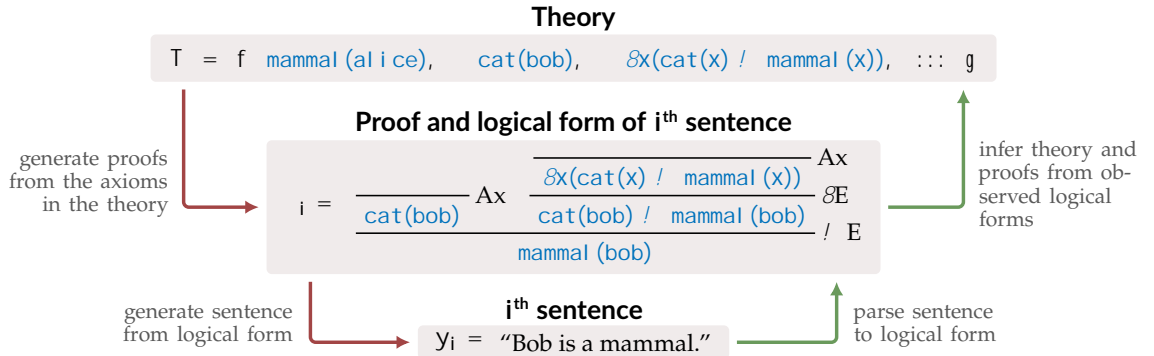 Theory
T = f mammal(alice), cat(bob), 8x(cat(x) ! mammal(x)), ::: g
generate proofs
from the axioms
in the theory
Proof and logical form of iᵗʰ sentence
Ax
8x(cat(x) ! mammal(x))
Ax
8E
i =
cat(bob)
cat(bob) ! mammal(bob)
! E
mammal(bob)
infer theory and
proofs from ob-
served logical
forms
generate sentence
from logical form
iᵗʰ sentence
yi = “Bob is a mammal.”
parse sentence
to logical form